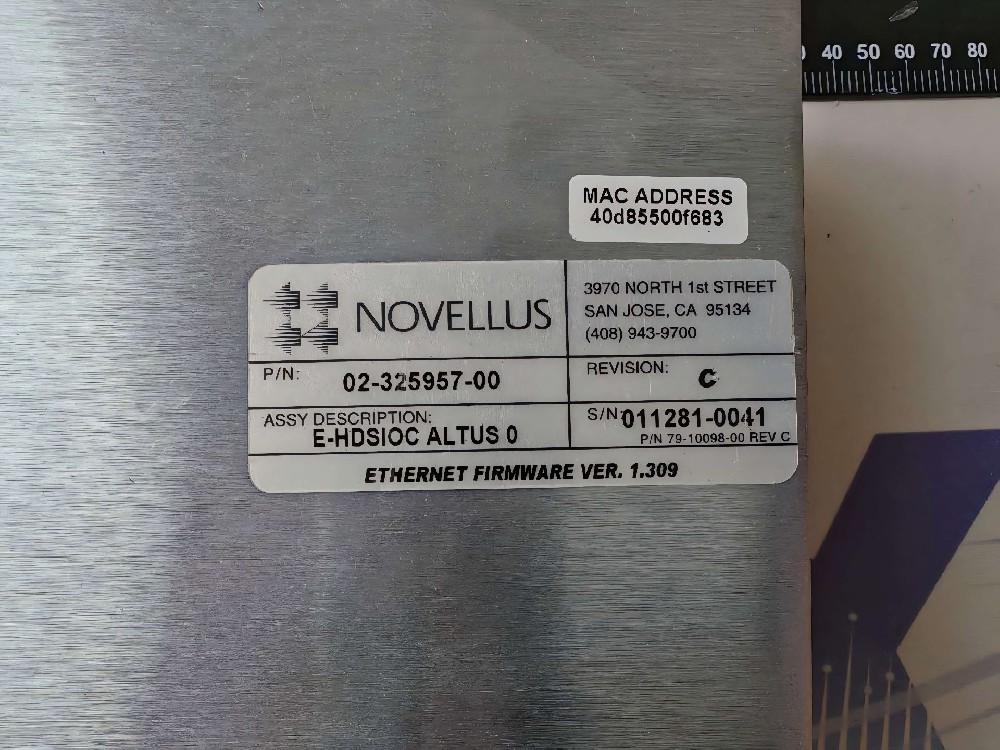 40 50 60 70 80
MAC ADDRESS
40d85500f683
NOVELLUS
3970 NORTH 1st STREET
SAN JOSE, CA 95134
(408) 943-9700
P/N: 02-325957-00
REVISION: C
ASSY DESCRIPTION:
E-HDSIOC ALTUS 0
S/N 011281-0041
P/N 79-10098-00 REV C
ETHERNET FIRMWARE VER. 1.309